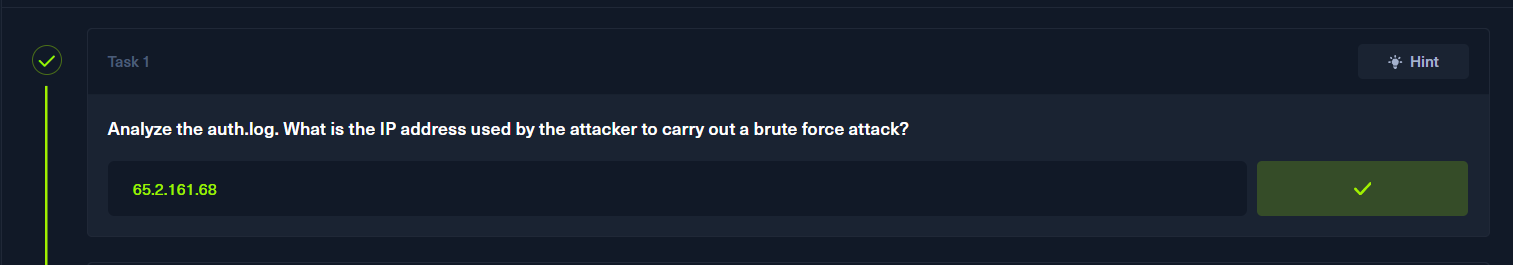 Task 1
Hint
Analyze the auth.log. What is the IP address used by the attacker to carry out a brute force attack?
65.2.161.68